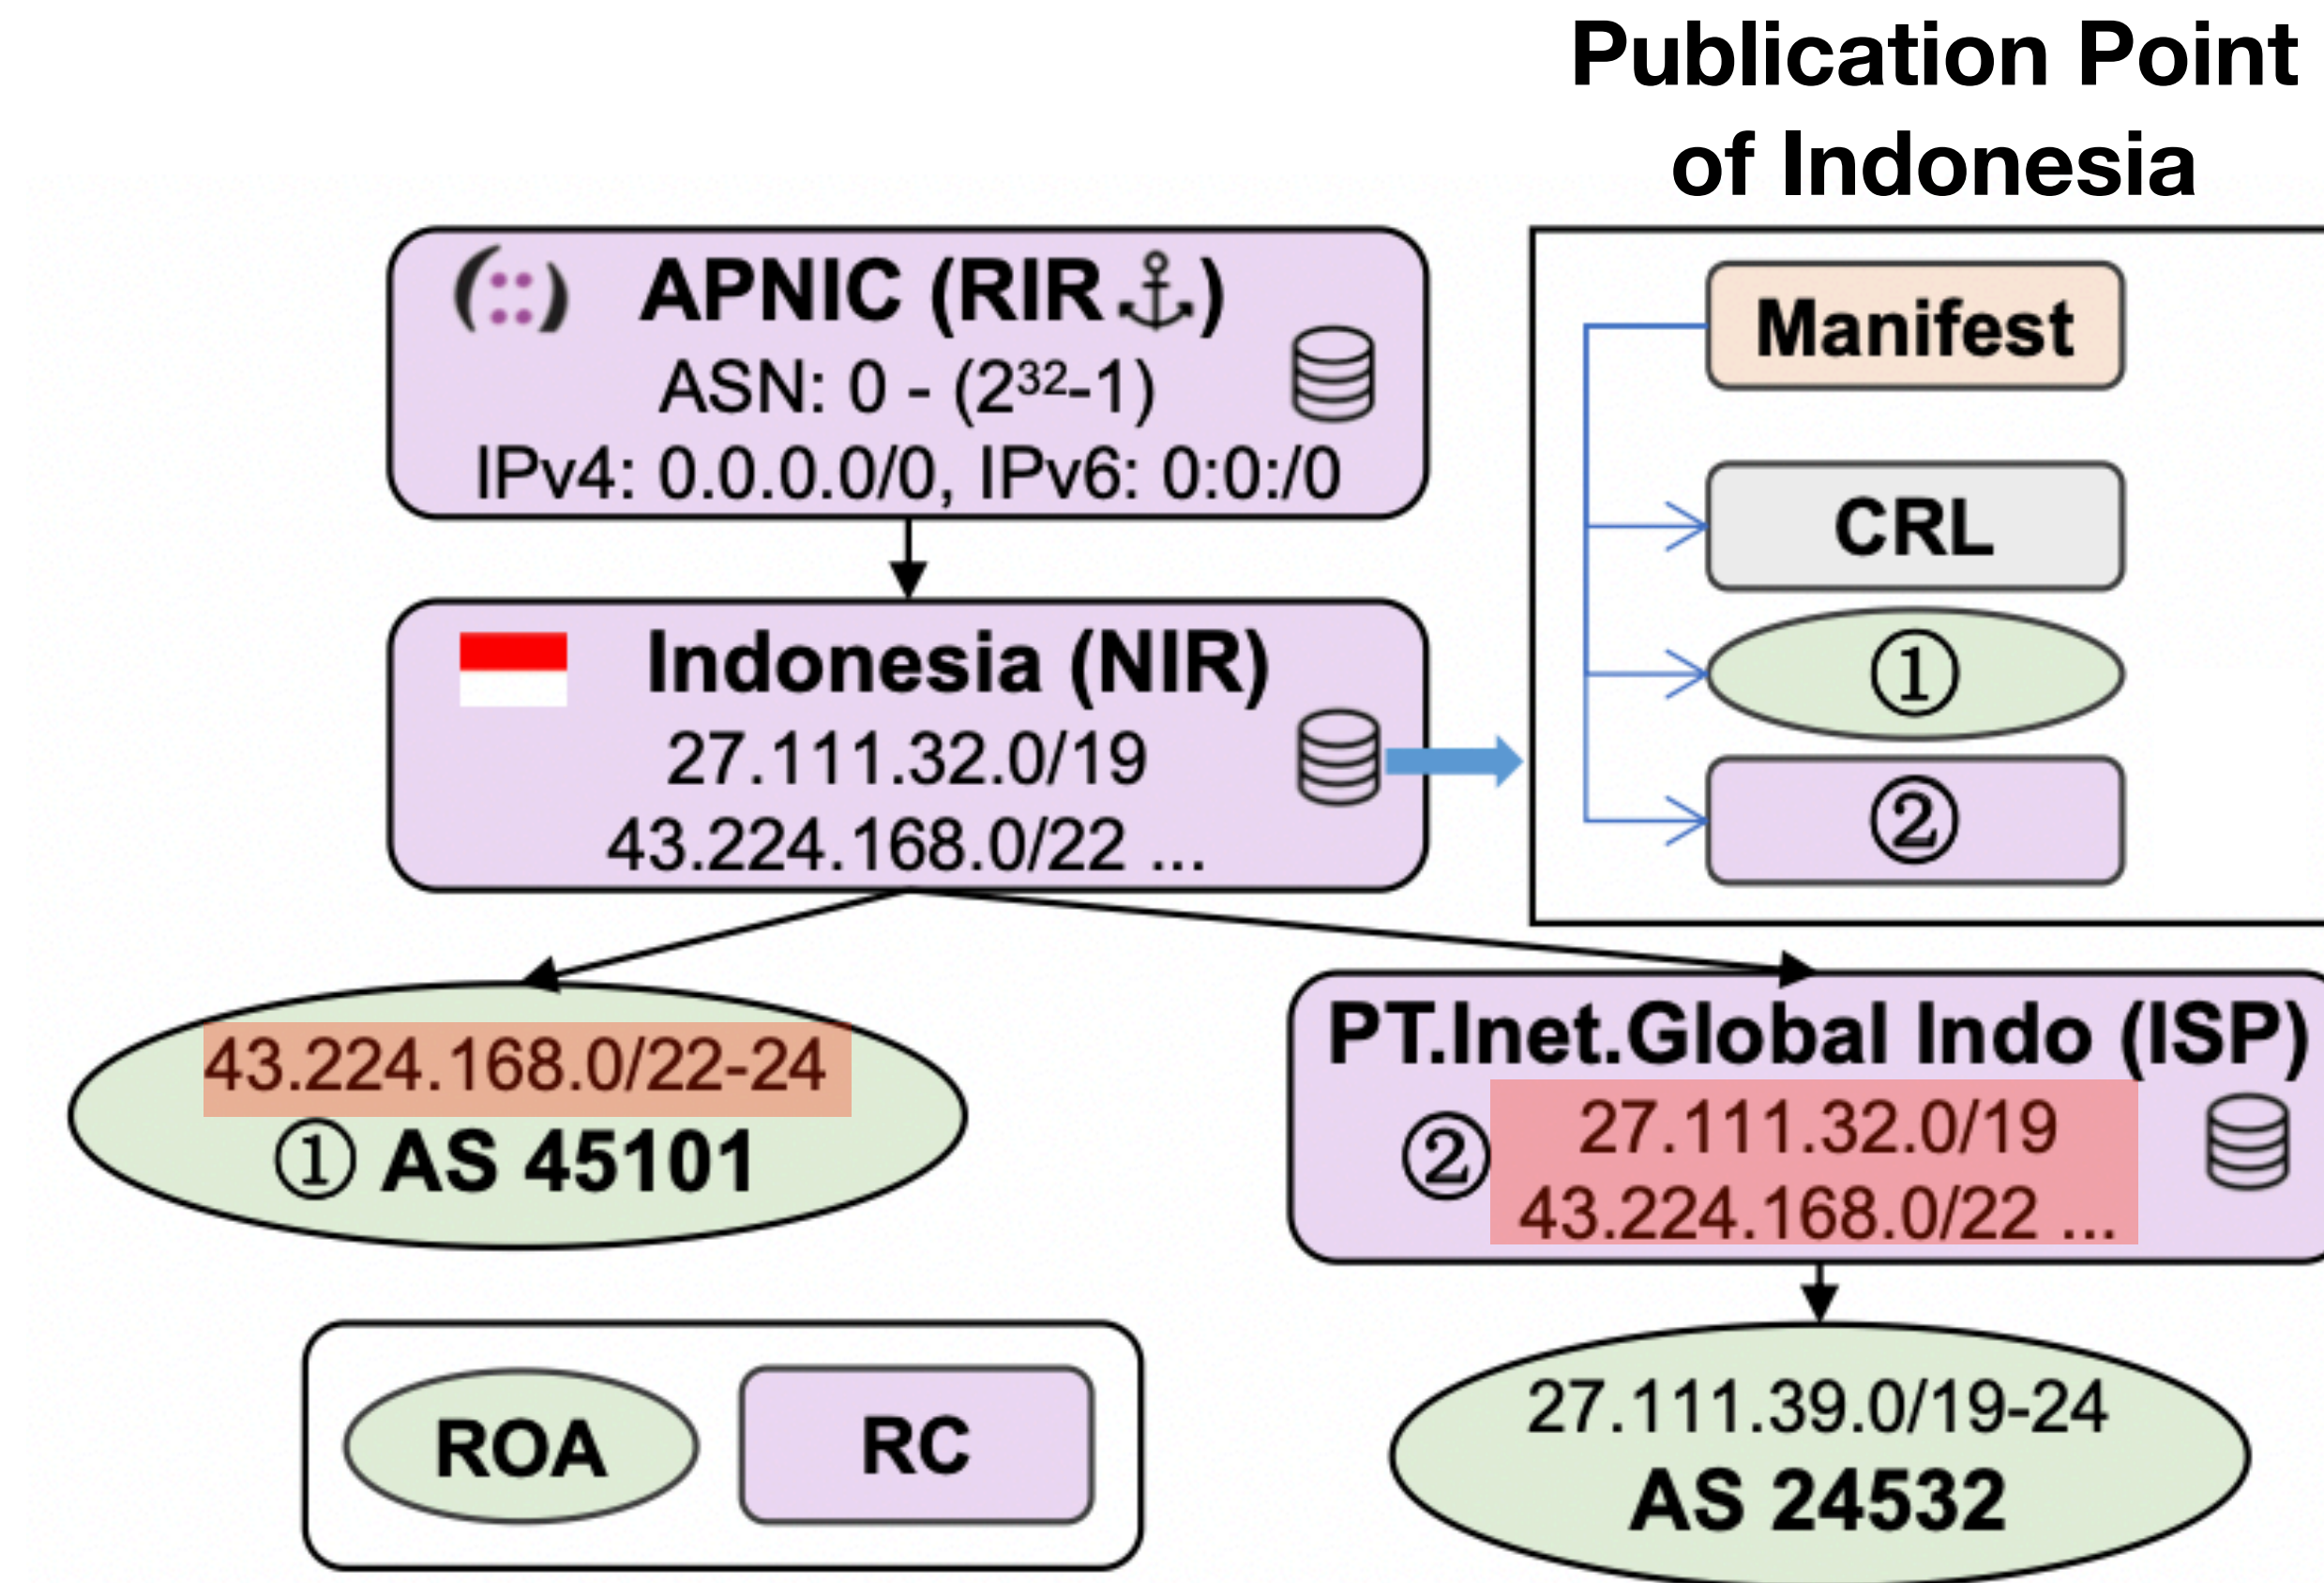 Publication Point
of Indonesia
APNIC (RIR⚓)
ASN: 0 - (2³²-1)
IPv4: 0.0.0.0/0, IPv6: 0:0:/0
Indonesia (NIR)
27.111.32.0/19
43.224.168.0/22 ...
Manifest
CRL
①
②
43.224.168.0/22-24
① AS 45101
PT.Inet.Global Indo (ISP)
② 27.111.32.0/19
43.224.168.0/22 ...
27.111.39.0/19-24
AS 24532
ROA
RC